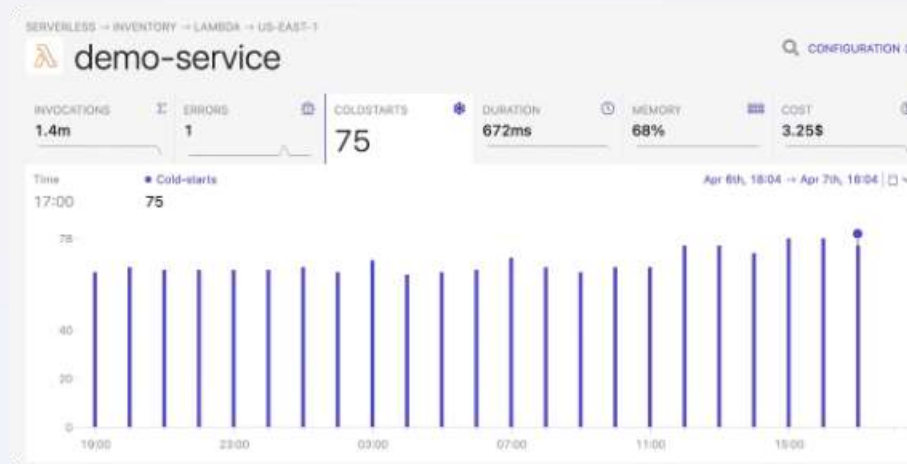 SERVERLESS → INVENTORY → LAMBDA → US-EAST-1
demo-service
CONFIGURATION
INVOCATIONS ERRORS COLDSTARTS DURATION MEMORY COST
1.4m 1 75 672ms 68% 3.25$
Time Cold-starts Apr 6th, 18:04 → Apr 7th, 18:04
17:00 75
78
40
20
0
19:00 23:00 03:00 07:00 11:00 15:00